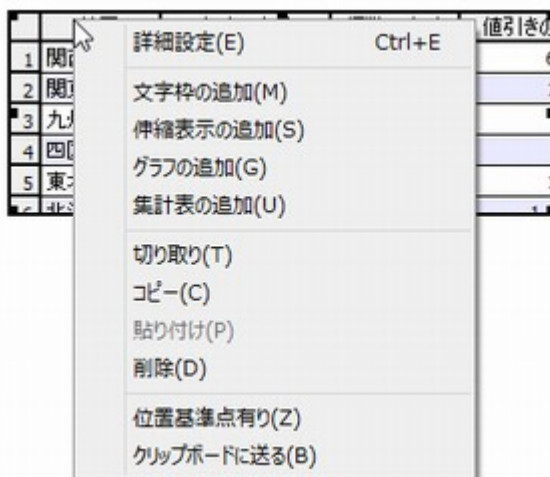 値引きの
詳細設定(E) Ctrl+E
1 関
2 関
文字枠の追加(M)
3 九
伸縮表示の追加(S)
4 四
グラフの追加(G)
5 東
集計表の追加(U)
切り取り(T)
コピー(C)
貼り付け(P)
削除(D)
位置基準点有り(Z)
クリップボードに送る(B)